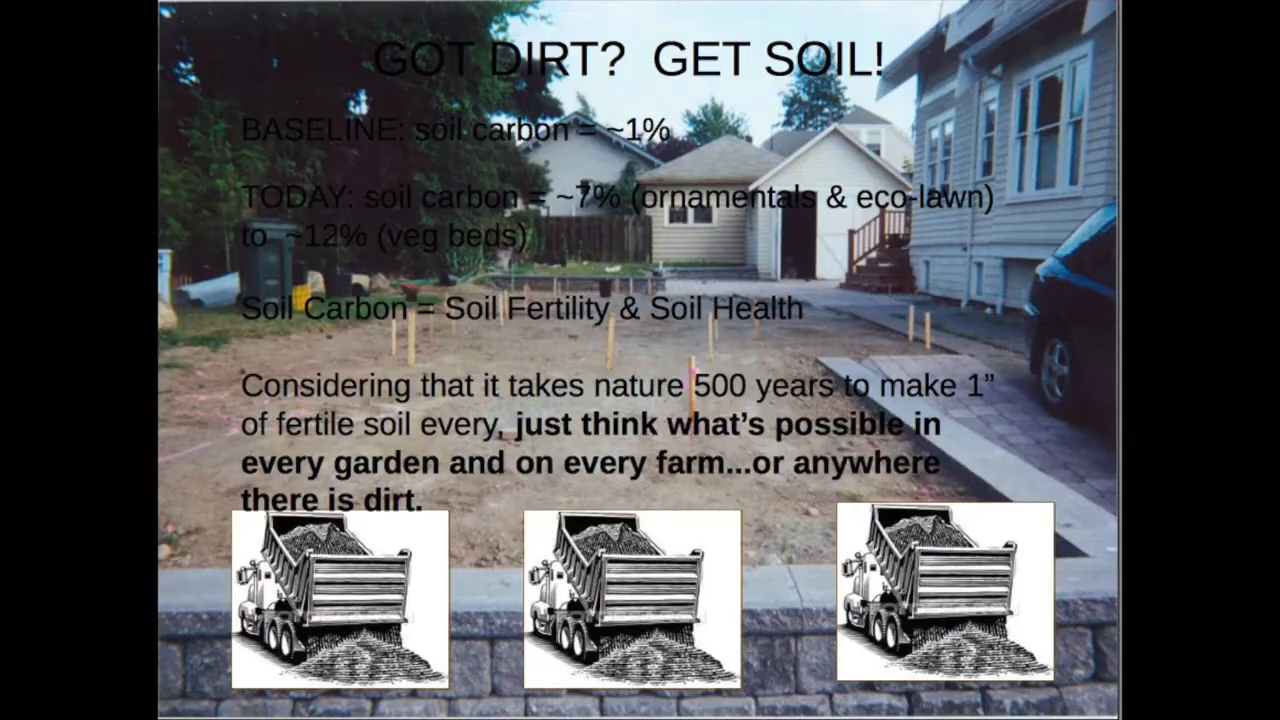 GOT DIRT?  GET SOIL!
BASELINE: soil carbon = ~1%
TODAY: soil carbon = ~7% (ornamentals & eco-lawn)
to  ~12% (veg beds)
Soil Carbon = Soil Fertility & Soil Health
Considering that it takes nature 500 years to make 1”
of fertile soil every, just think what’s possible in
every garden and on every farm...or anywhere
there is dirt.